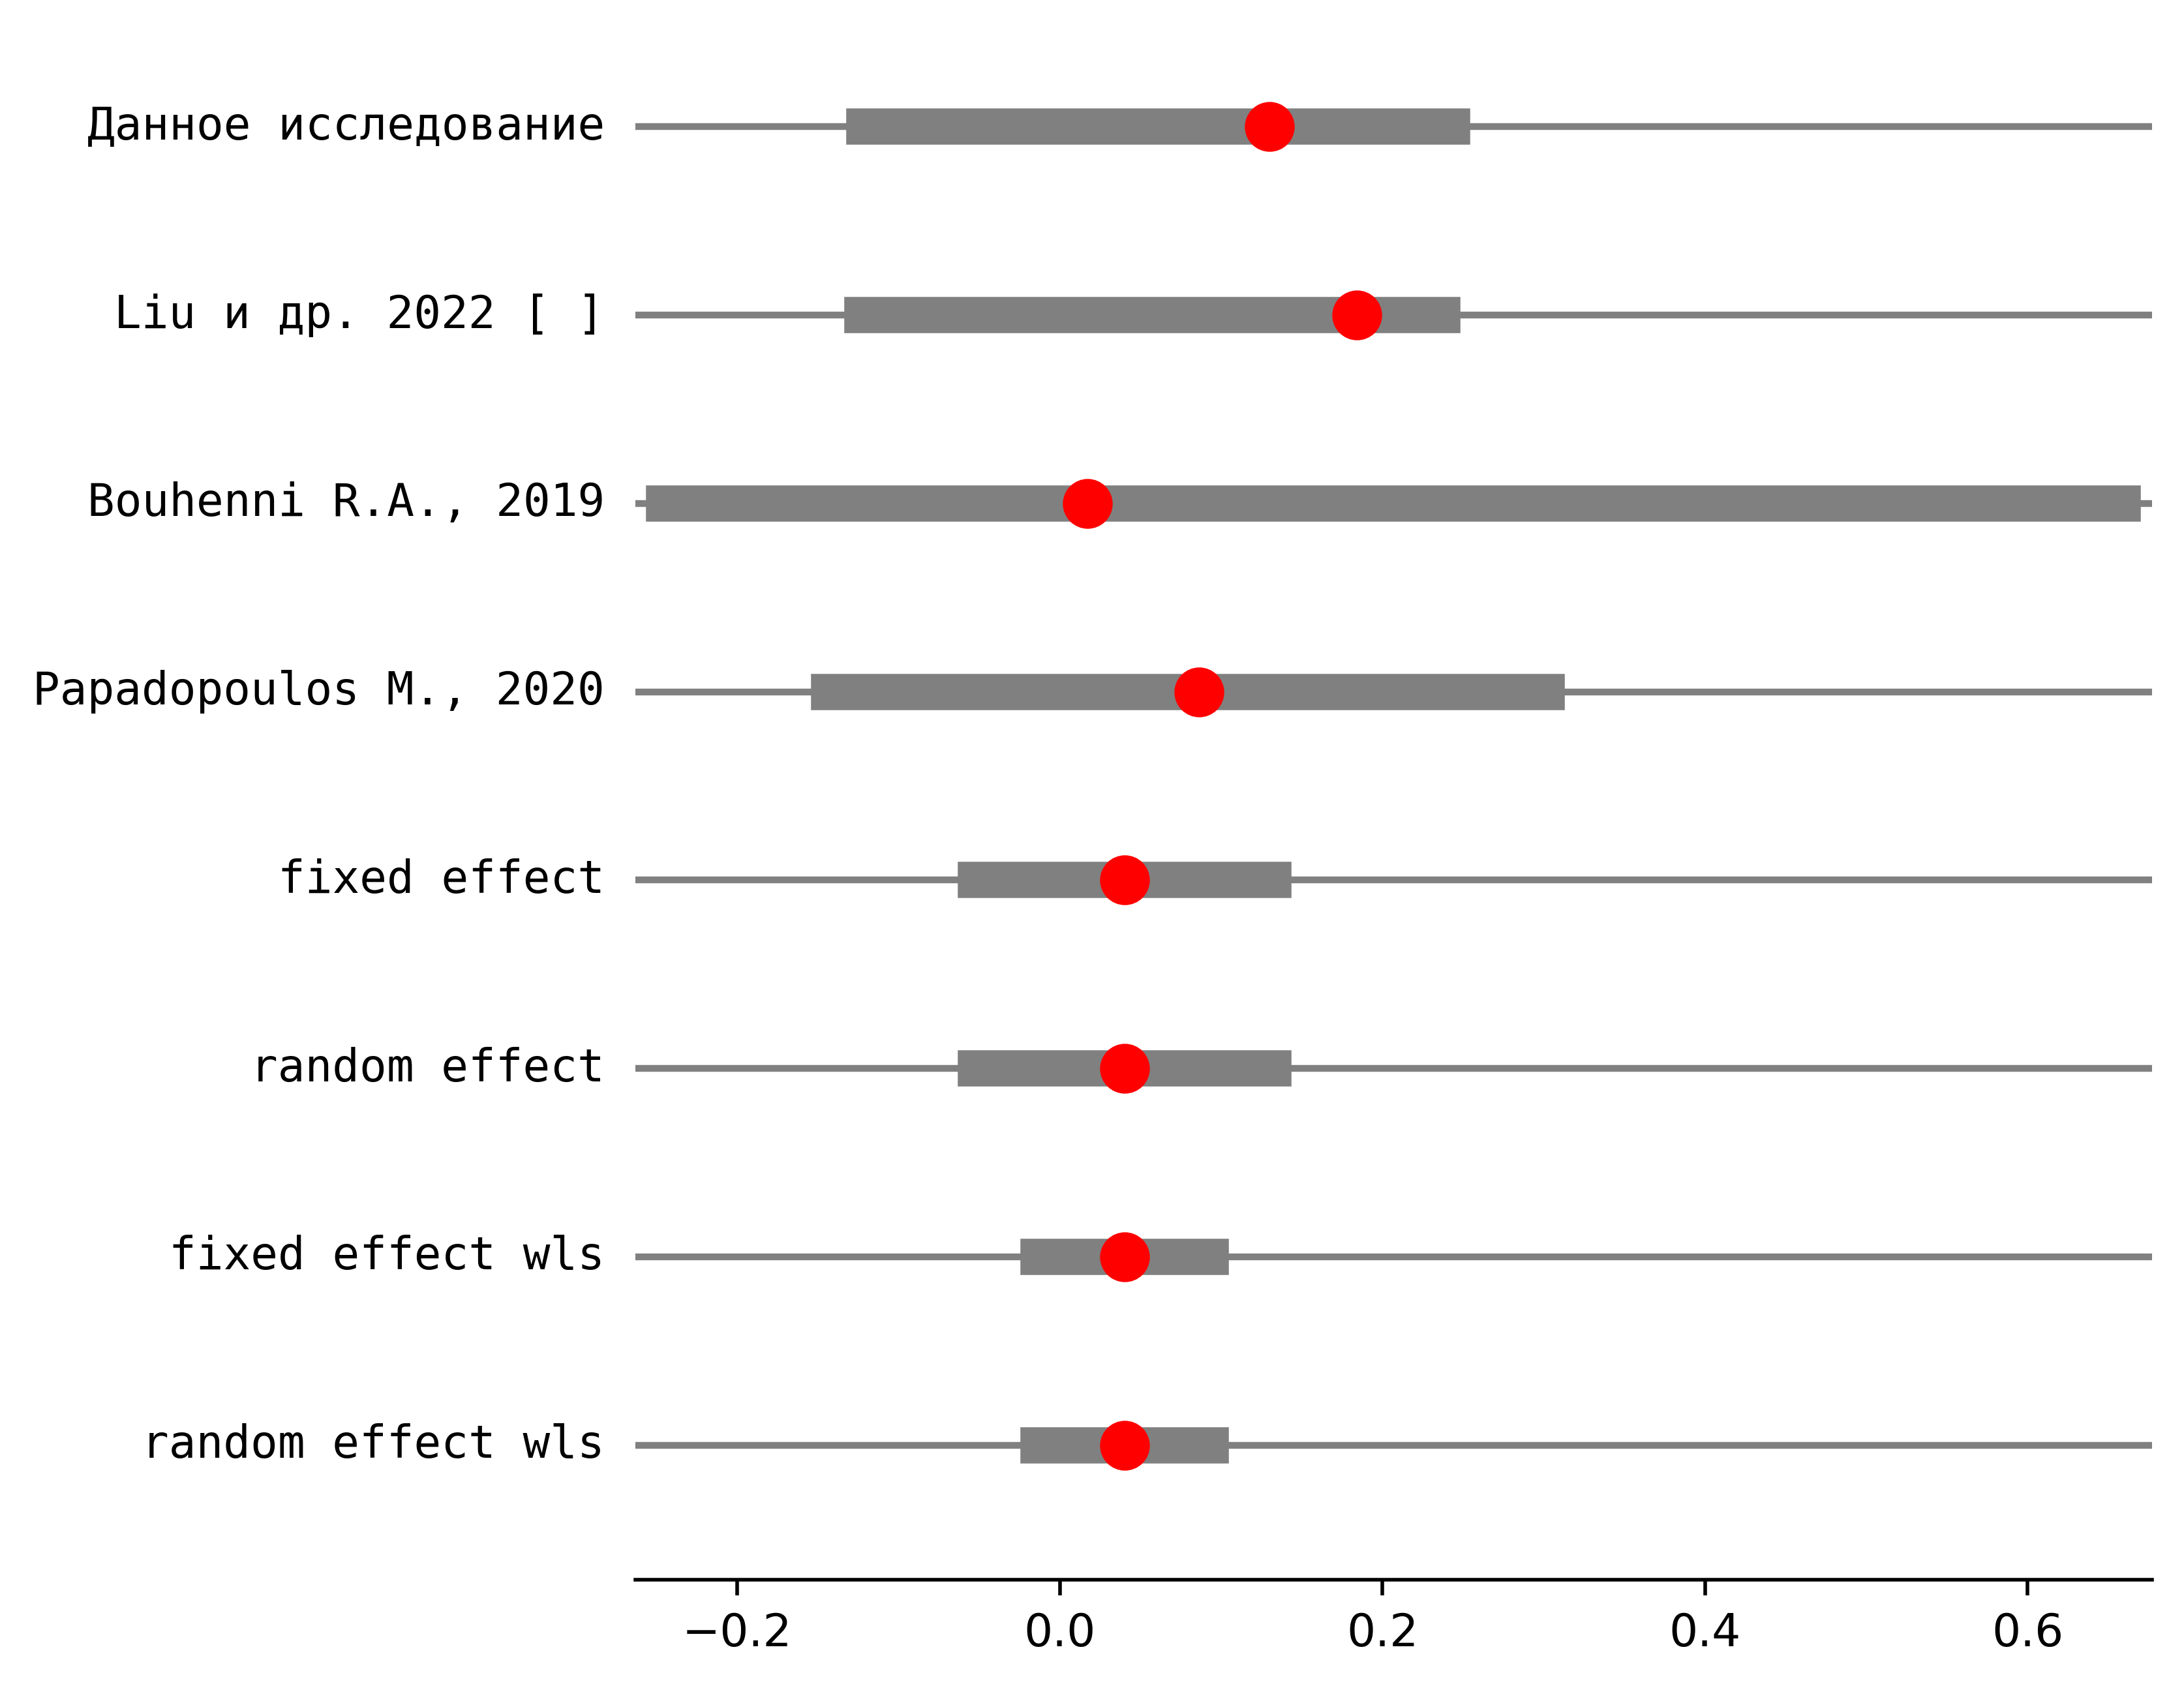 Данное исследование
Liu и др. 2022 [ ]
Bouhenni R.A., 2019
Papadopoulos M., 2020
fixed effect
random effect
fixed effect wls
random effect wls
−0.2 0.0 0.2 0.4 0.6